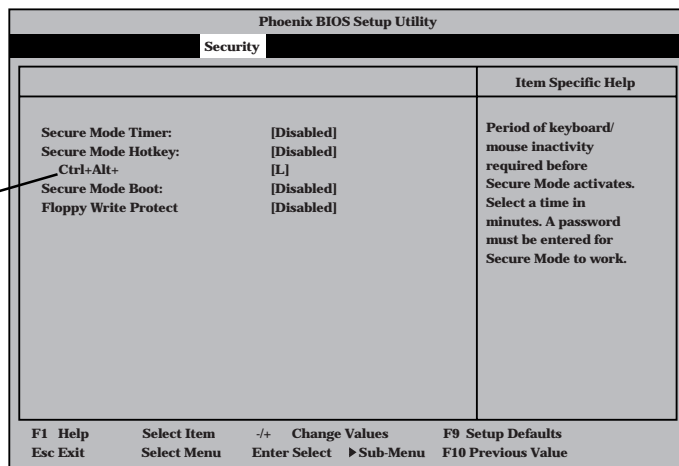 Phoenix BIOS Setup Utility
Security
Item Specific Help
Secure Mode Timer: [Disabled]
Secure Mode Hotkey: [Disabled]
Ctrl+Alt+ [L]
Secure Mode Boot: [Disabled]
Floppy Write Protect [Disabled]
Period of keyboard/
mouse inactivity
required before
Secure Mode activates.
Select a time in
minutes. A password
must be entered for
Secure Mode to work.
F1 Help Select Item -/+ Change Values F9 Setup Defaults
Esc Exit Select Menu Enter Select ▶Sub-Menu F10 Previous Value